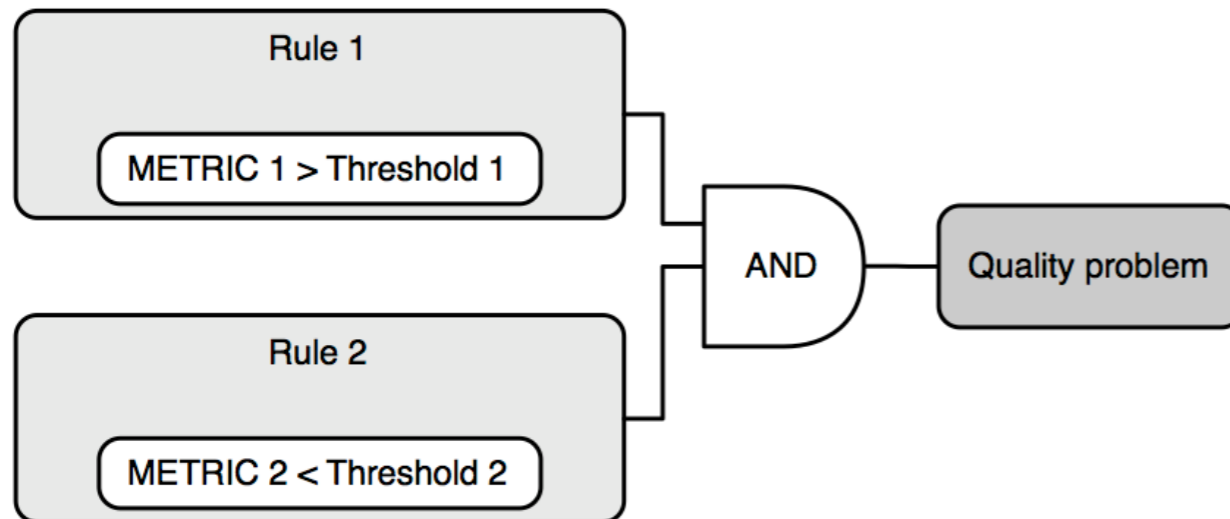 Rule 1
METRIC 1 > Threshold 1
AND
Quality problem
Rule 2
METRIC 2 < Threshold 2